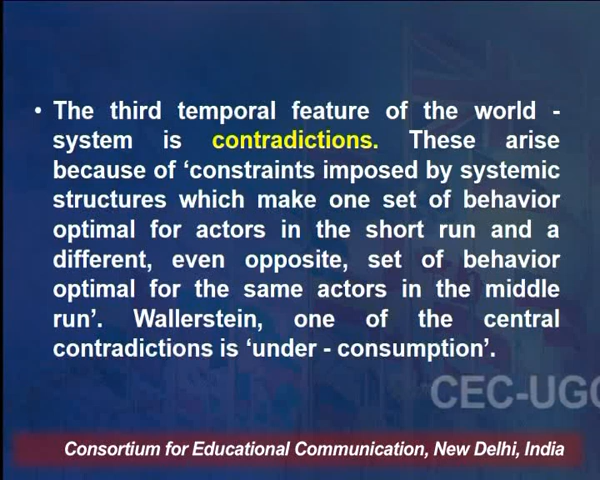 • The third temporal feature of the world -
system is contradictions. These arise
because of ‘constraints imposed by systemic
structures which make one set of behavior
optimal for actors in the short run and a
different, even opposite, set of behavior
optimal for the same actors in the middle
run’. Wallerstein, one of the central
contradictions is ‘under - consumption’.
CEC-UGC
Consortium for Educational Communication, New Delhi, India